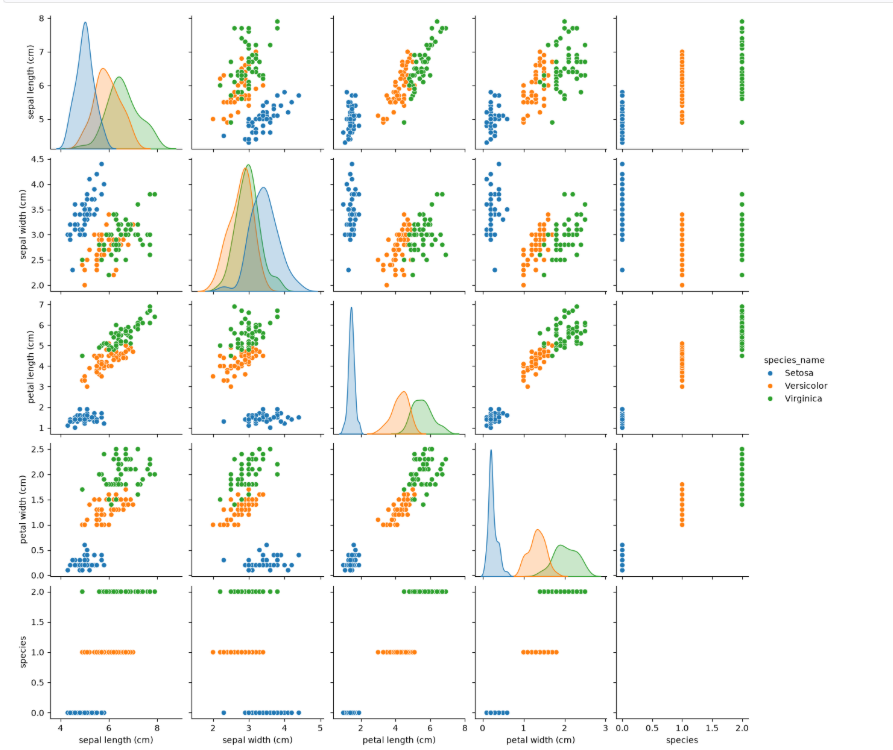 8
7
6
5
sepal length (cm)
4.5
4.0
3.5
3.0
2.5
2.0
sepal width (cm)
7
6
5
4
3
2
1
petal length (cm)
species_name
Setosa
Versicolor
Virginica
2.5
2.0
1.5
1.0
0.5
0.0
petal width (cm)
2.0
1.5
1.0
0.5
0.0
species
4 6 8 2 3 4 5 2 4 6 8 0 1 2 3 0.0 0.5 1.0 1.5 2.0
sepal length (cm) sepal width (cm) petal length (cm) petal width (cm) species